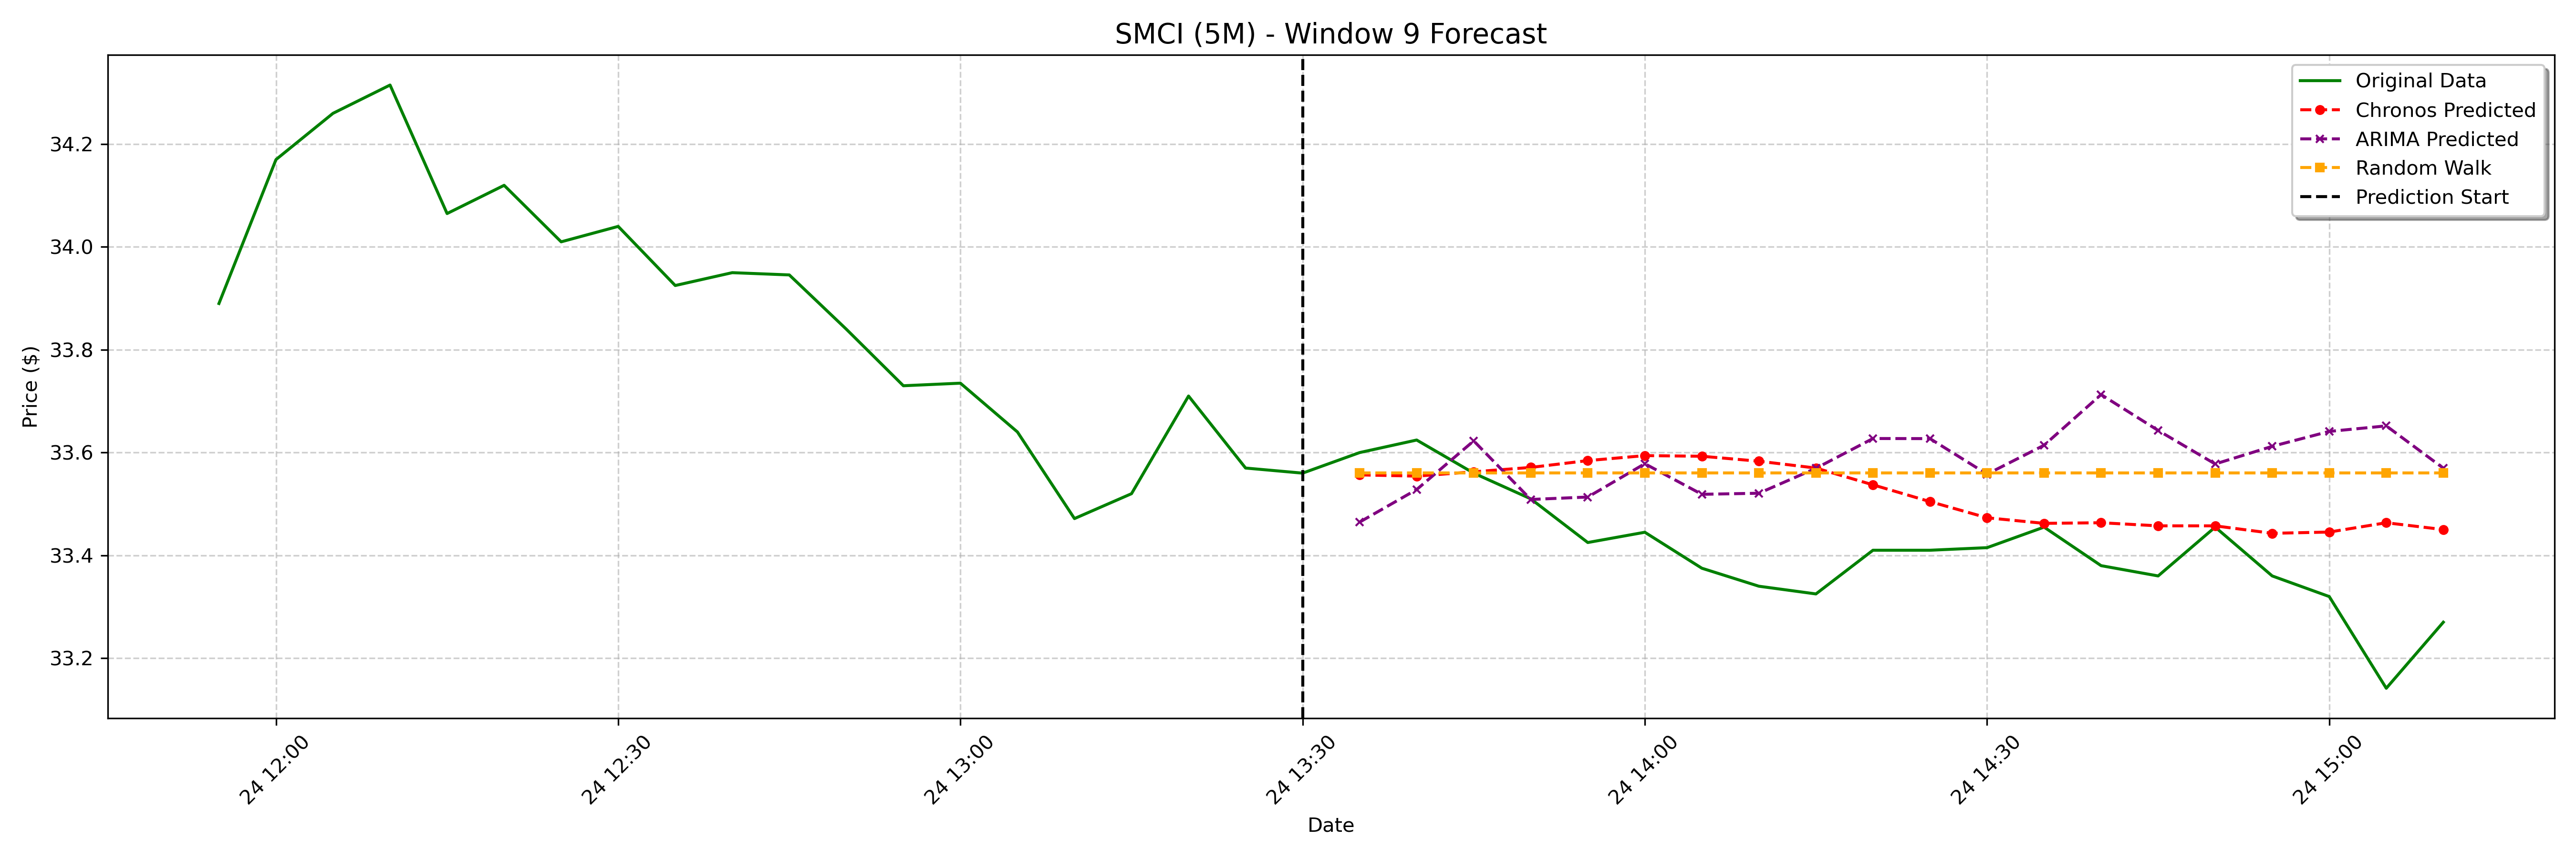 SMCI (5M) - Window 9 Forecast
Original Data
Chronos Predicted
ARIMA Predicted
Random Walk
Prediction Start
Price ($)
34.2
34.0
33.8
33.6
33.4
33.2
24 12:00
24 12:30
24 13:00
24 13:30
24 14:00
24 14:30
24 15:00
Date